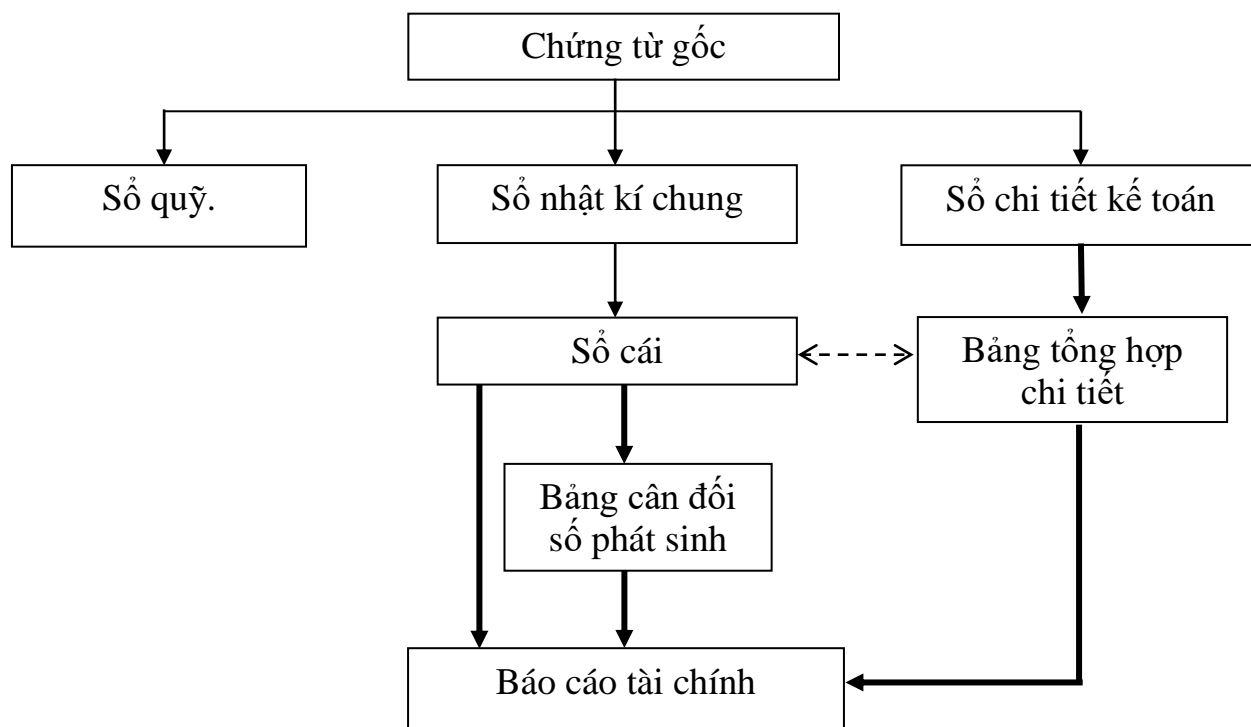 Chứng từ gốc
Sổ quỹ.
Sổ nhật kí chung
Sổ chi tiết kế toán
Sổ cái
Bảng tổng hợp
chi tiết
Bảng cân đối
số phát sinh
Báo cáo tài chính